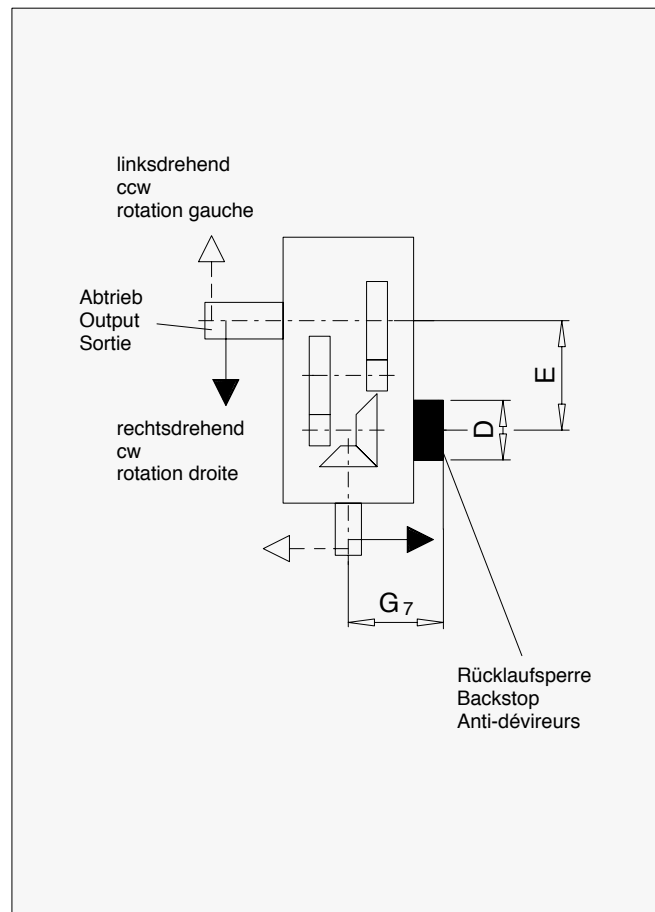 linksdrehend
ccw
rotation gauche
Abtrieb
Output
Sortie
E
D
rechtsdrehend
cw
rotation droite
G7
Rücklaufsperre
Backstop
Anti-dévireurs